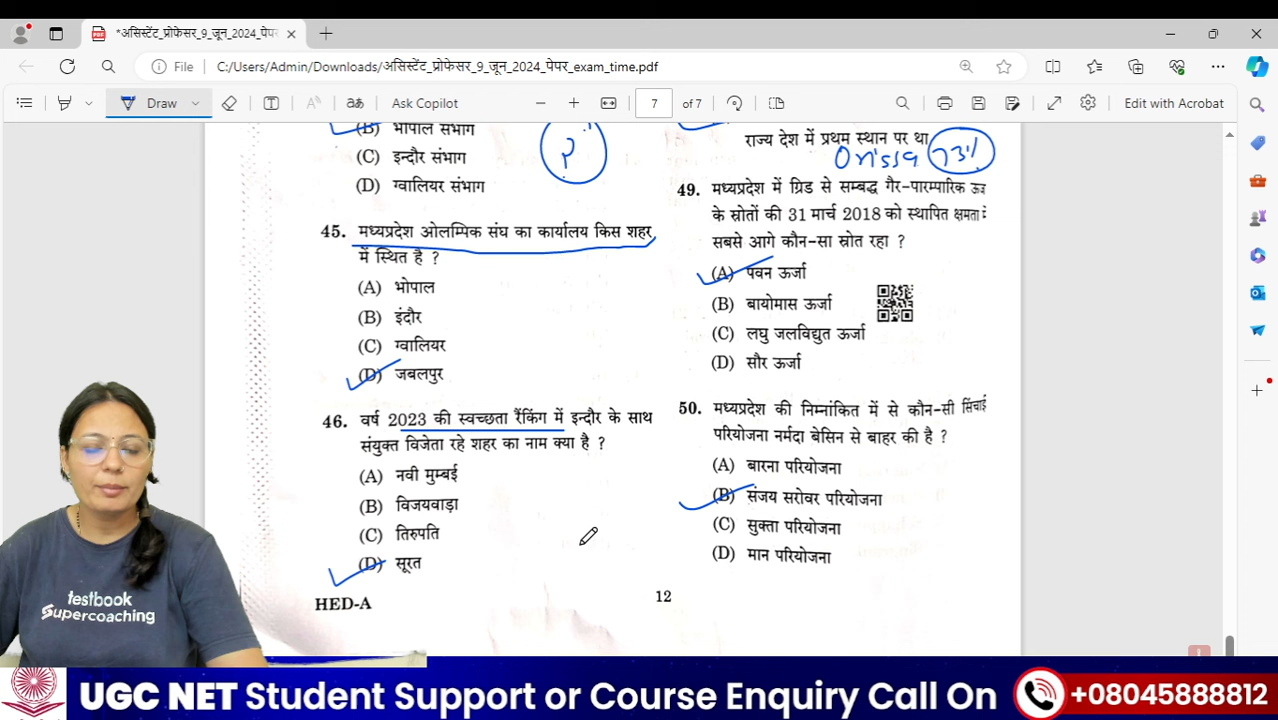 *असिस्टेंट_प्रोफेसर_9_जून_2024_पेप
File C:/Users/Admin/Downloads/असिस्टेंट_प्रोफेसर_9_जून_2024_पेपर_exam_time.pdf
Draw Ask Copilot 7 of 7 Edit with Acrobat
(B) भोपाल संभाग
(C) इन्दौर संभाग
(D) ग्वालियर संभाग
45. मध्यप्रदेश ओलम्पिक संघ का कार्यालय किस शहर
में स्थित है ?
(A) भोपाल
(B) इंदौर
(C) ग्वालियर
(D) जबलपुर
46. वर्ष 2023 की स्वच्छता रैंकिंग में इन्दौर के साथ
संयुक्त विजेता रहे शहर का नाम क्या है ?
(A) नवी मुम्बई
(B) विजयवाड़ा
(C) तिरुपति
(D) सूरत
HED-A
राज्य देश में प्रथम स्थान पर था
49. मध्यप्रदेश में ग्रिड से सम्बद्ध गैर-पारम्पारिक
के स्रोतों की 31 मार्च 2018 को स्थापित क्षमता
सबसे आगे कौन-सा स्रोत रहा ?
(A) पवन ऊर्जा
(B) बायोमास ऊर्जा
(C) लघु जलविद्युत ऊर्जा
(D) सौर ऊर्जा
50. मध्यप्रदेश की निम्नांकित में से कौन-सी सिंचाई
परियोजना नर्मदा बेसिन से बाहर की है ?
(A) बारना परियोजना
(B) संजय सरोवर परियोजना
(C) सुक्ता परियोजना
(D) मान परियोजना
12
testbook
Supercoaching
UGC NET Student Support or Course Enquiry Call On +08045888812